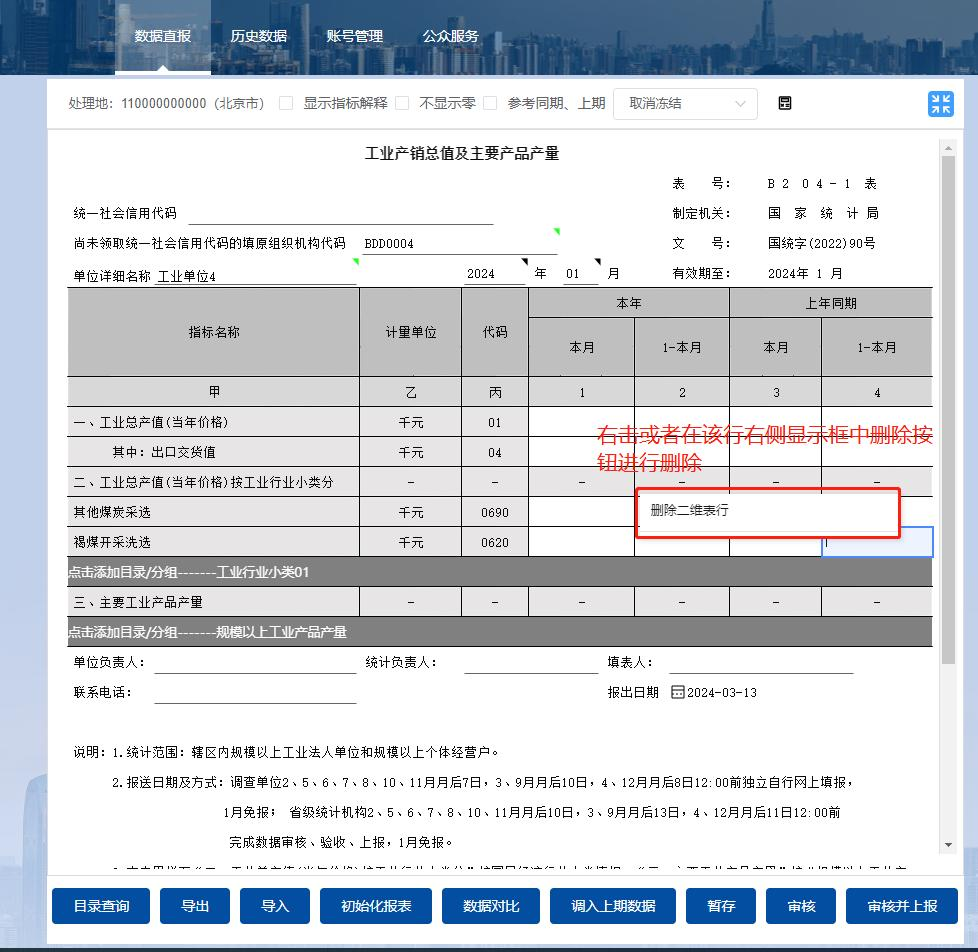 数据直报 历史数据 账号管理 公众服务
处理地：110000000000（北京市） 显示指标解释 不显示零 参考同期、上期 取消冻结
工业产销总值及主要产品产量
表 号： B 2 0 4 - 1 表
统一社会信用代码 制定机关： 国 家 统 计 局
尚未领取统一社会信用代码的填原组织机构代码 BDD0004 文 号： 国统字(2022)90号
单位详细名称 工业单位4 2024 年 01 月 有效期至： 2024年 1 月
指标名称 计量单位 代码 本年 上年同期
本月 1-本月 本月 1-本月
甲 乙 丙 1 2 3 4
一、工业总产值(当年价格) 千元 01
其中：出口交货值 千元 04
右击或者在该行右侧显示框中删除按
钮进行删除
二、工业总产值(当年价格)按工业行业小类分 - - - - - -
其他煤炭采选 千元 0690
删除二维表行
褐煤开采洗选 千元 0620
点击添加目录/分组-------工业行业小类01
三、主要工业产品产量 - - - - - -
点击添加目录/分组-------规模以上工业产品产量
单位负责人： 统计负责人： 填表人：
联系电话： 报出日期 2024-03-13
说明：1.统计范围：辖区内规模以上工业法人单位和规模以上个体经营户。
2.报送日期及方式：调查单位2、5、6、7、8、10、11月月后7日，3、9月月后10日，4、12月月后8日12:00前独立自行网上填报，
1月免报； 省级统计机构2、5、6、7、8、10、11月月后10日，3、9月月后13日，4、12月月后11日12:00前
完成数据审核、验收、上报，1月免报。
目录查询 导出 导入 初始化报表 数据对比 调入上期数据 暂存 审核 审核并上报